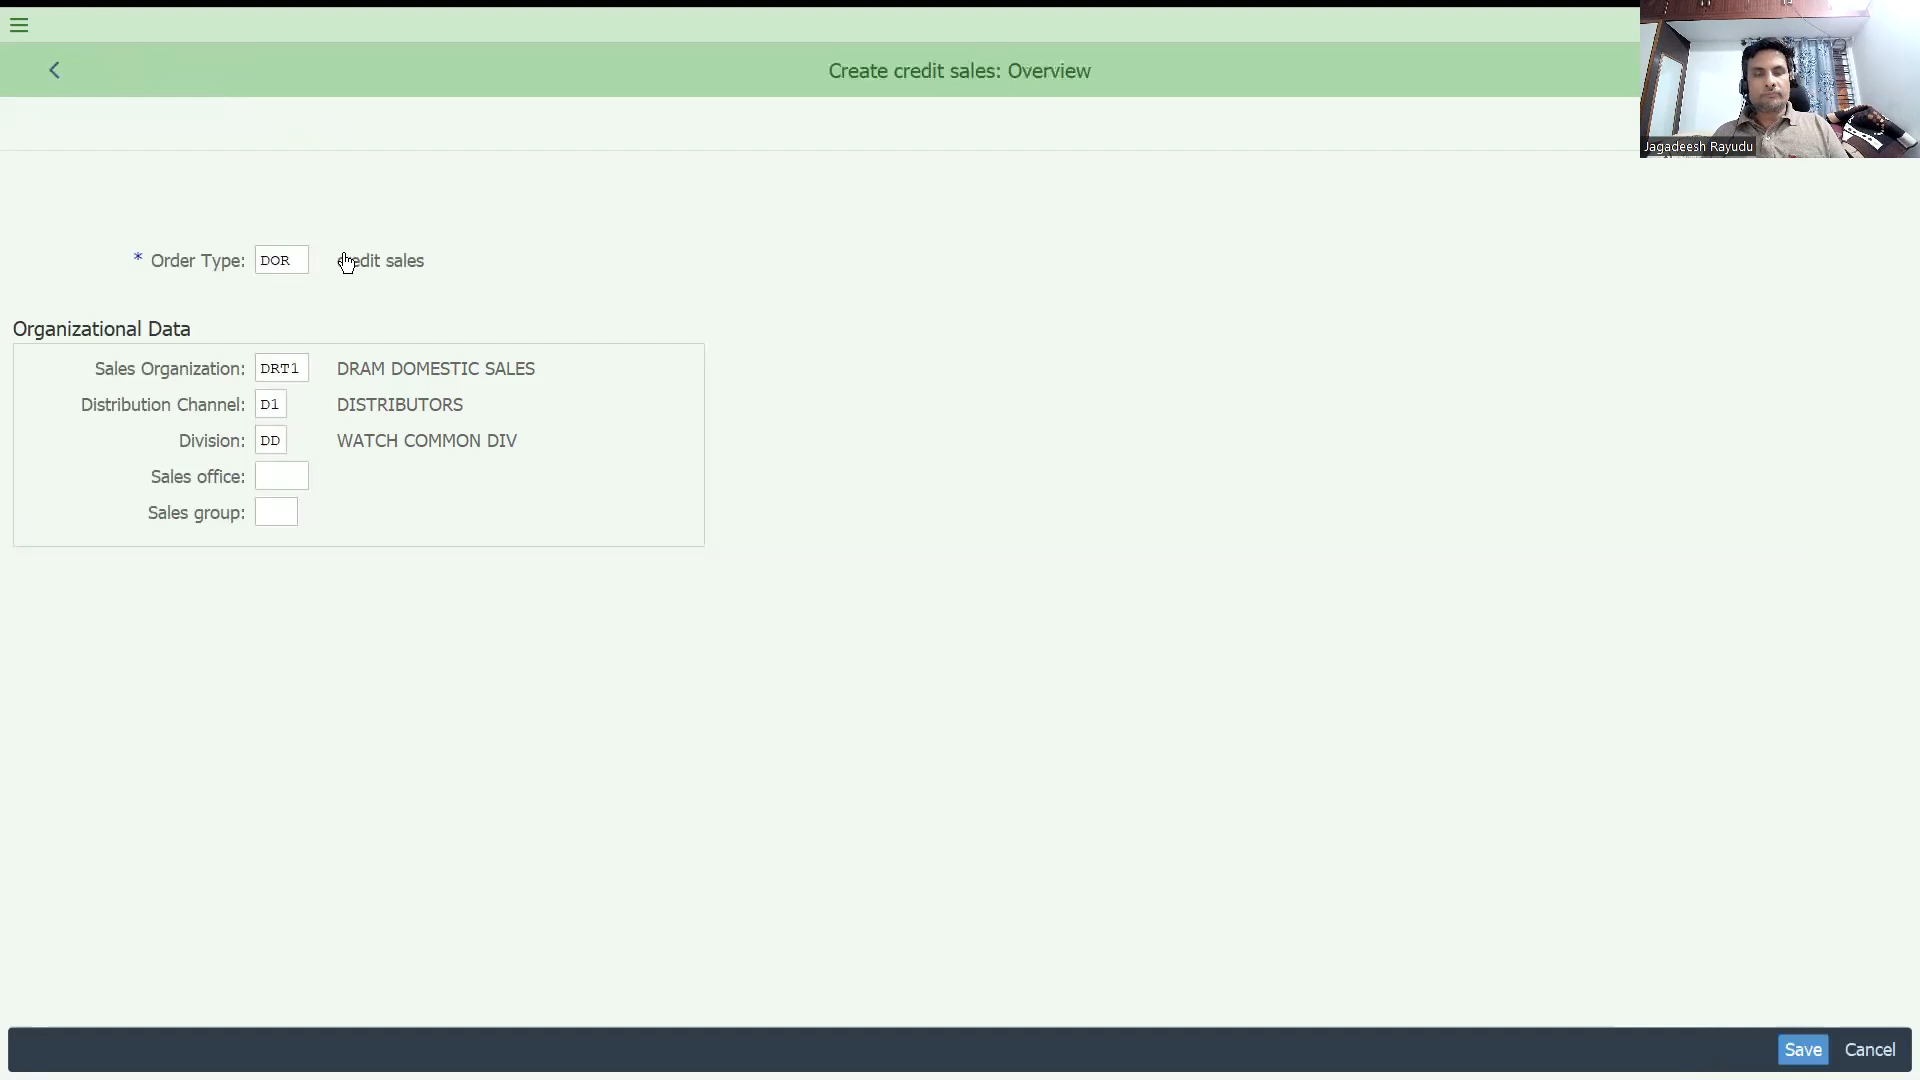 Create credit sales: Overview
Jagadeesh Rayudu
* Order Type: DOR edit sales
Organizational Data
Sales Organization: DRT1 DRAM DOMESTIC SALES
Distribution Channel: D1 DISTRIBUTORS
Division: DD WATCH COMMON DIV
Sales office:
Sales group:
Save Cancel